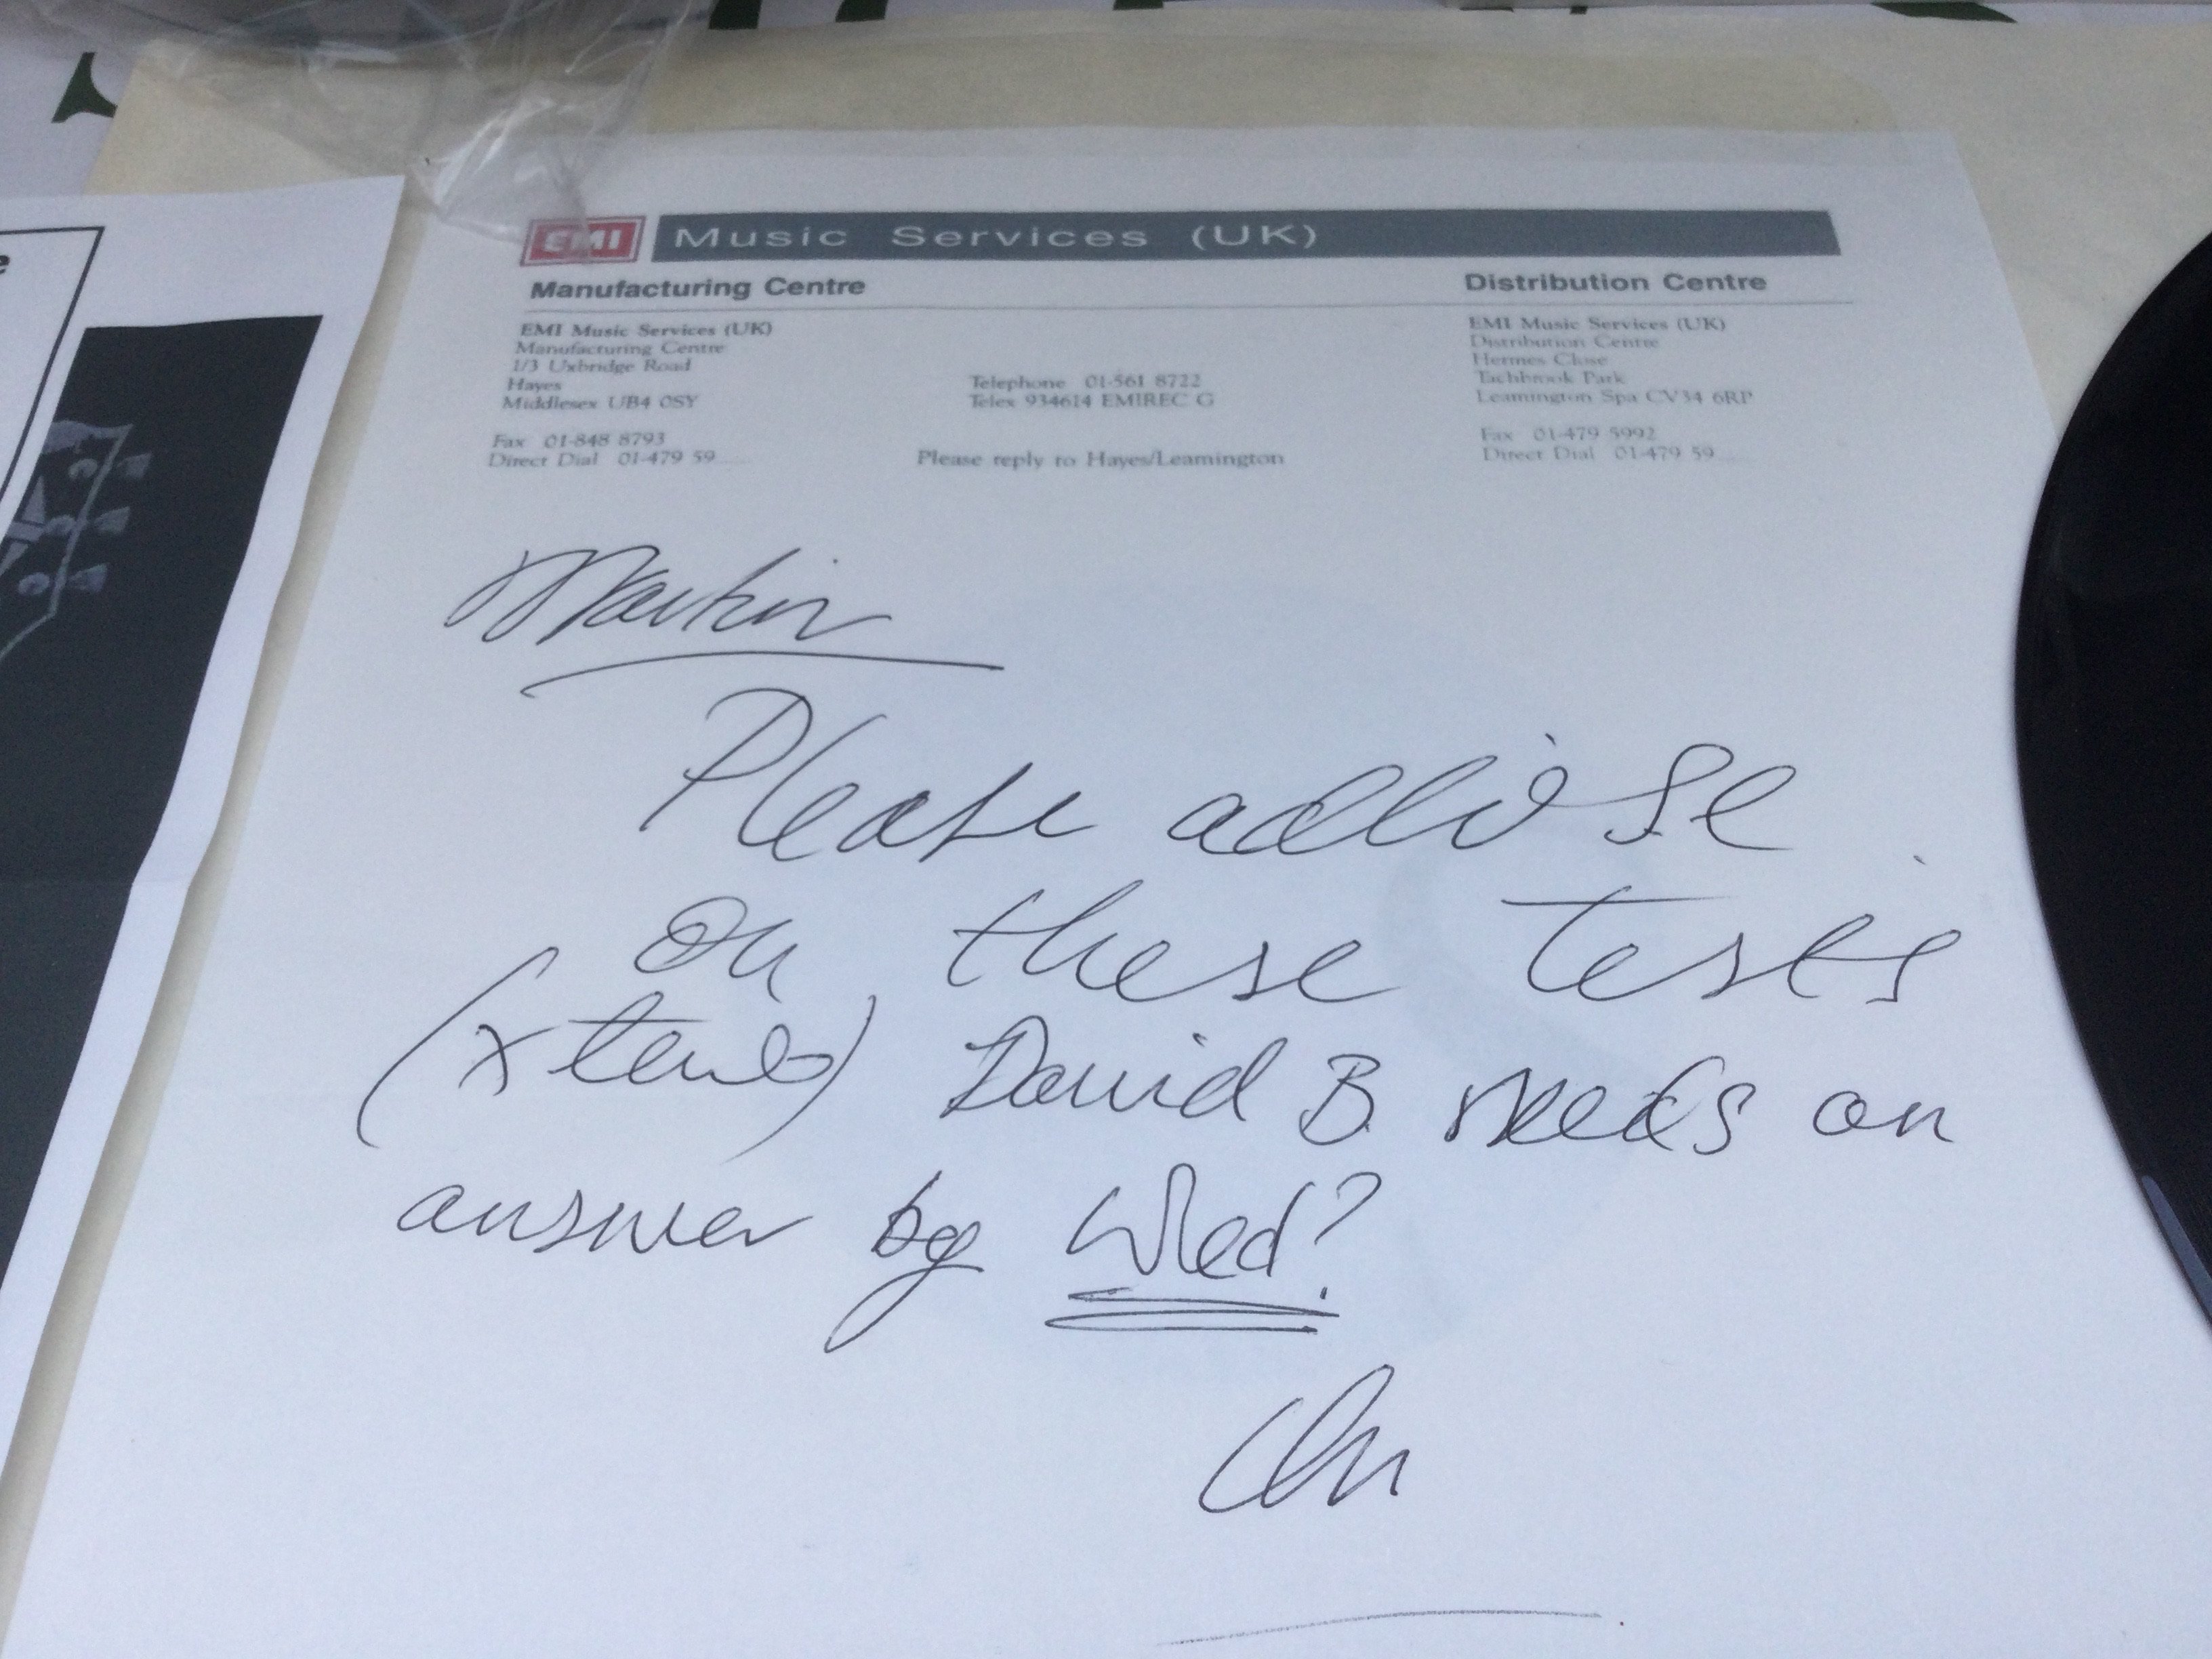 EMI Music Services (UK)
Manufacturing Centre
Distribution Centre
EMI Music Services (UK)
Manufacturing Centre
1/3 Uxbridge Road
Hayes
Middlesex UB4 0SY
Fax 01-848 8793
Direct Dial 01-479 59
Telephone 01-561 8722
Telex 934614 EMIREC G
Please reply to Hayes/Leamington
EMI Music Services (UK)
Distribution Centre
Hermes Close
Tachbrook Park
Leamington Spa CV34 6RP
Fax 01-479 5992
Direct Dial 01-479 59
Martin
Please advise
on these tests
David B needs an
answer by Wed?